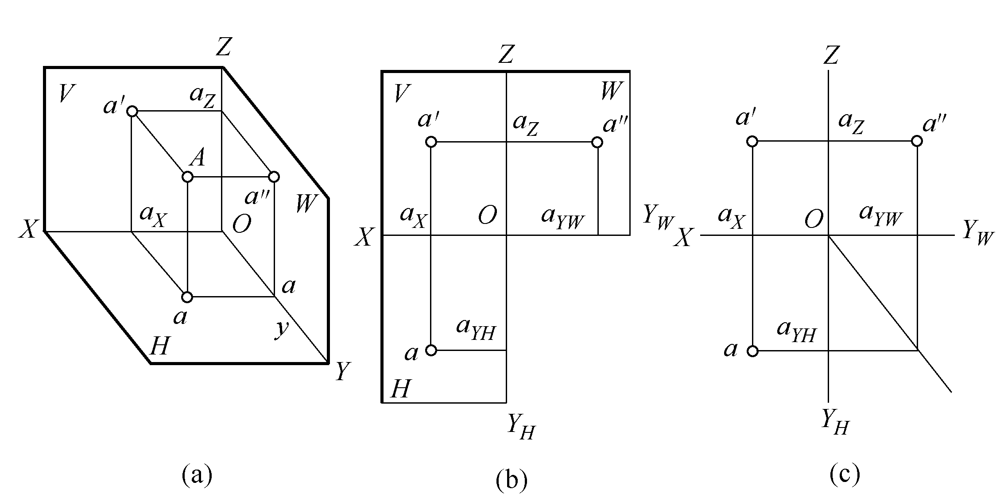 Z
V
a′
a_Z
A
a″
W
a_X
X
O
a
a
y
H
Y
(a)
Z
V
W
a′
a_Z
a″
a_X
O
a_YW
Y_W
X
a_YH
a
H
Y_H
(b)
Z
a′
a_Z
a″
a_X
O
a_YW
X
Y_W
a_YH
a
Y_H
(c)